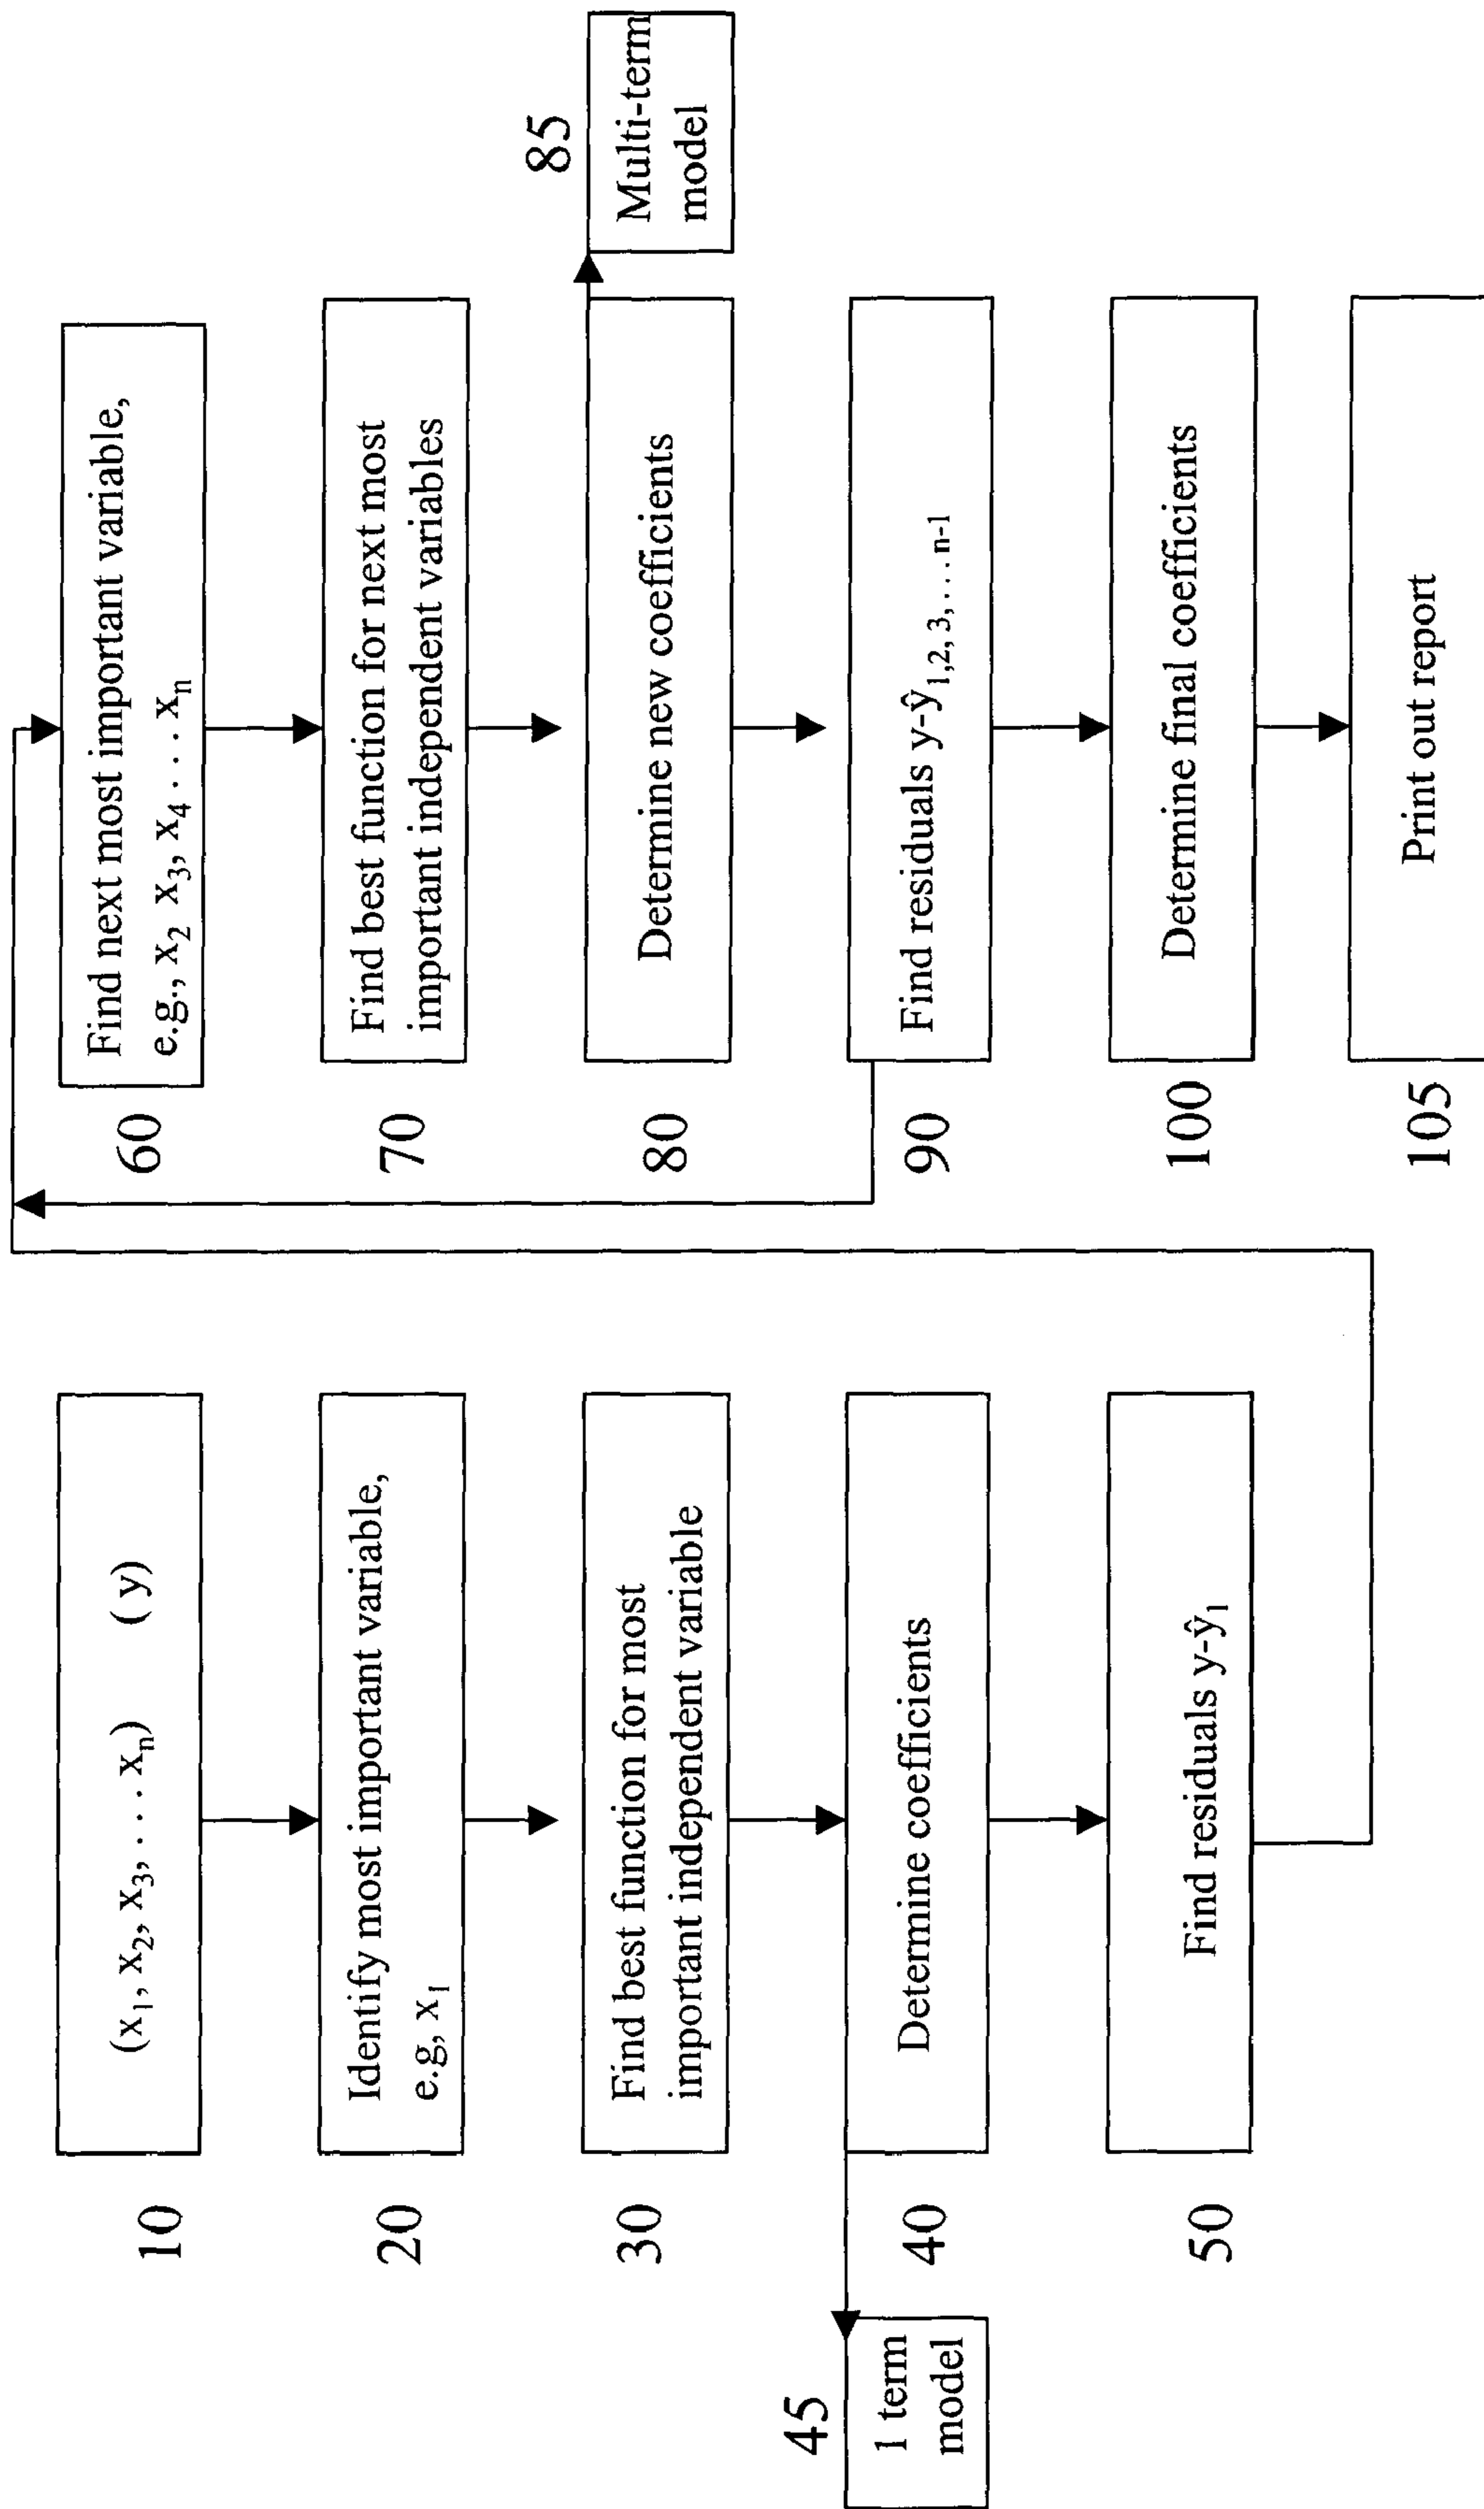 10
(x₁, x₂, x₃, . . . xₙ) (y)
20
Identify most important variable,
e.g, x₁
30
Find best function for most
important independent variable
45
1 term
model
40
Determine coefficients
50
Find residuals y-ŷ₁
60
Find next most important variable,
e.g., x₂ x₃, x₄ . . . xₙ
70
Find best function for next most
important independent variables
80
Determine new coefficients
85
Multi-term
model
90
Find residuals y-ŷ₁,₂, ₃, . . . ₙ₋₁
100
Determine final coefficients
105
Print out report